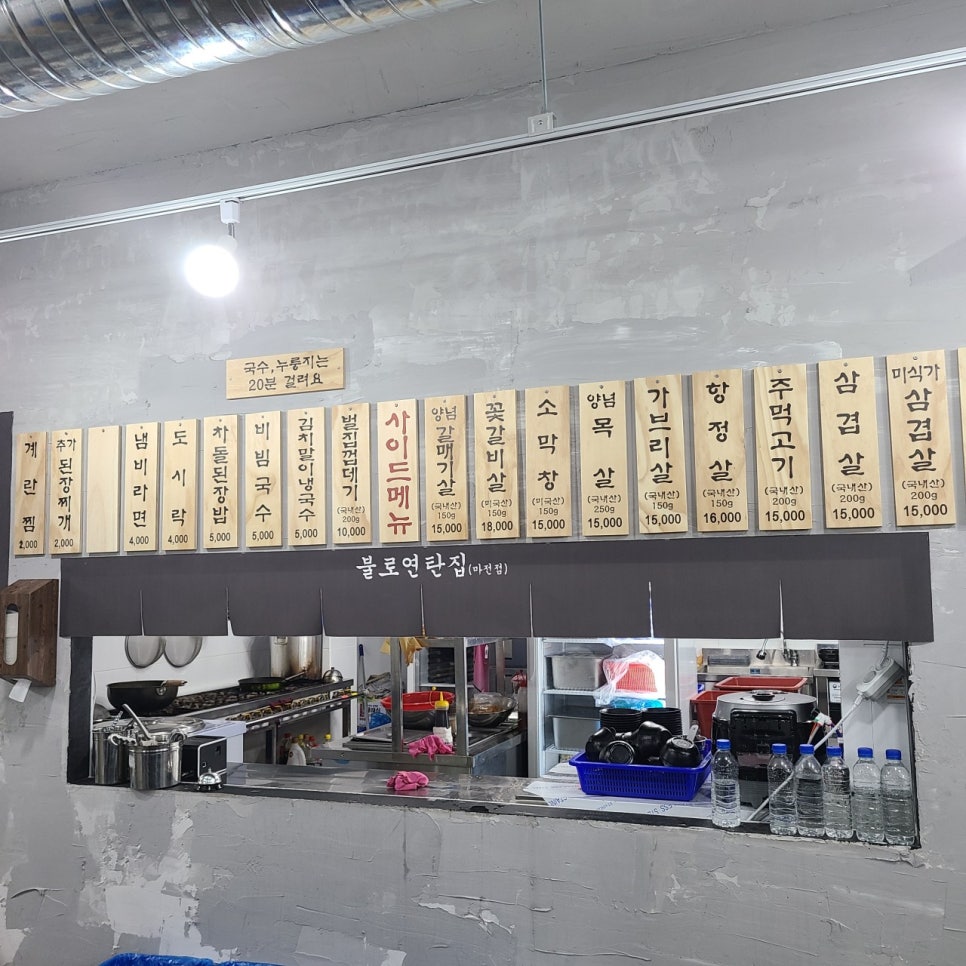 국수,누룽지는
20분 걸려요
계란찜
2,000
추가
된장찌개
2,000
냄비라면
4,000
도시락
4,000
차돌된장밥
5,000
비빔국수
5,000
김치말이냉국수
5,000
벌집껍데기
(국내산)
200g
10,000
사이드메뉴
양념
갈매기살
(국내산)
150g
15,000
꽃갈비살
(미국산)
150g
18,000
소막창
(미국산)
150g
15,000
양념
목살
(국내산)
250g
15,000
가브리살
(국내산)
150g
15,000
항정살
(국내산)
150g
16,000
주먹고기
(국내산)
200g
15,000
삼겹살
(국내산)
200g
15,000
미식가
삼겹살
(국내산)
200g
15,000
불로연탄집(마전점)